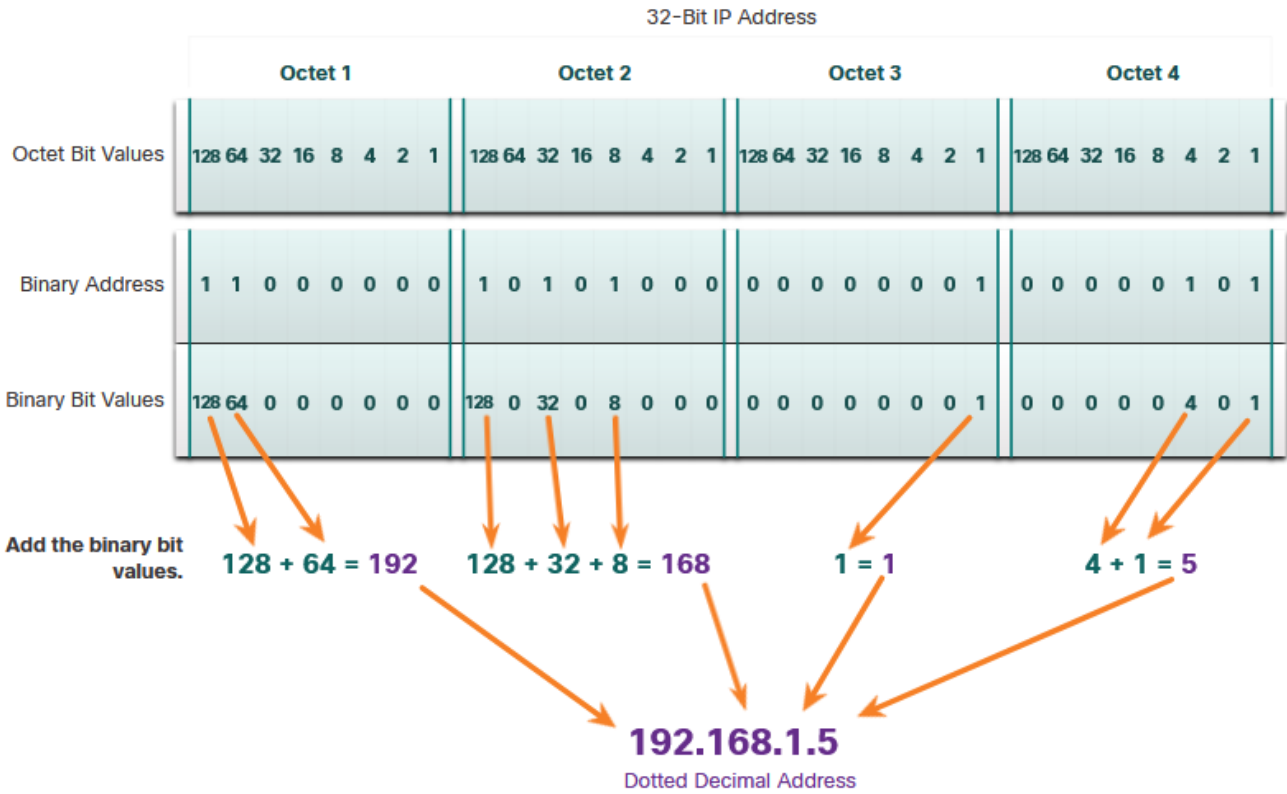 32-Bit IP Address
Octet 1 Octet 2 Octet 3 Octet 4
Octet Bit Values 128 64 32 16 8 4 2 1 128 64 32 16 8 4 2 1 128 64 32 16 8 4 2 1 128 64 32 16 8 4 2 1
Binary Address 1 1 0 0 0 0 0 0 1 0 1 0 1 0 0 0 0 0 0 0 0 0 0 1 0 0 0 0 0 1 0 1
Binary Bit Values 128 64 0 0 0 0 0 0 128 0 32 0 8 0 0 0 0 0 0 0 0 0 0 1 0 0 0 0 0 4 0 1
Add the binary bit
values.
128 + 64 = 192 128 + 32 + 8 = 168 1 = 1 4 + 1 = 5
192.168.1.5
Dotted Decimal Address